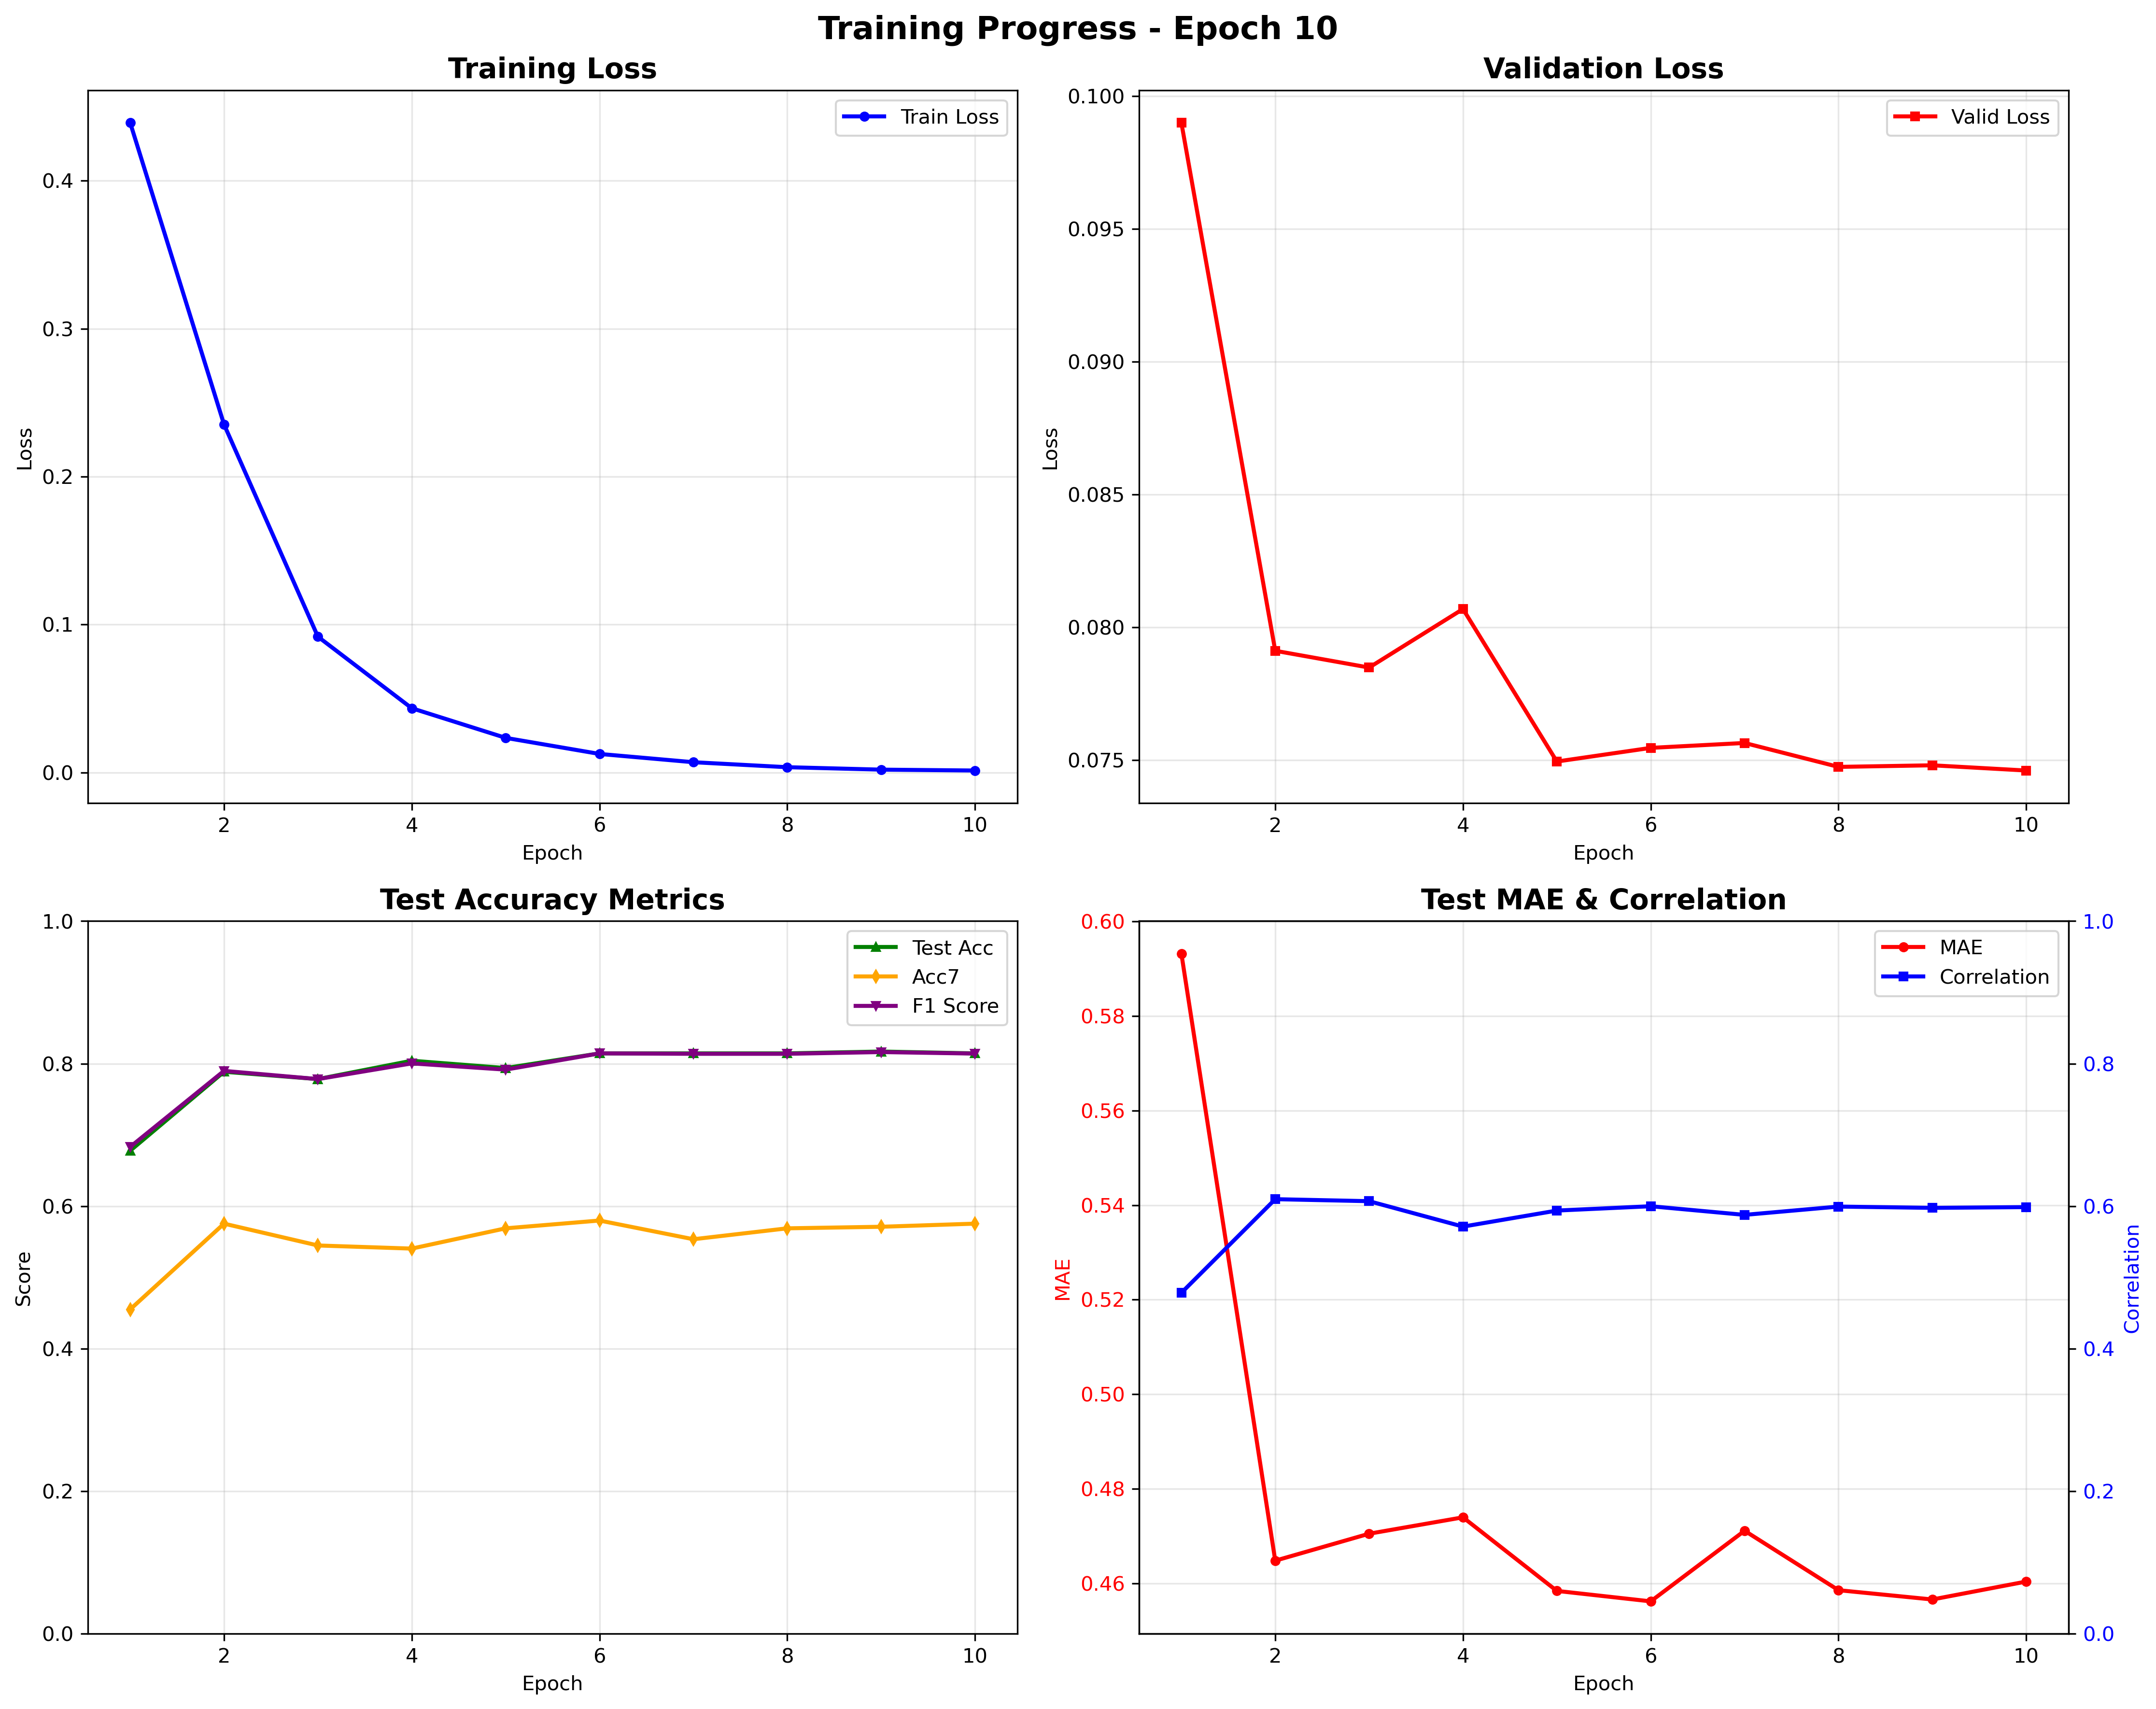 Training Progress - Epoch 10
Training Loss
Train Loss
0.4
0.3
0.2
0.1
0.0
Loss
2
4
6
8
10
Epoch
Validation Loss
Valid Loss
0.100
0.095
0.090
0.085
0.080
0.075
Loss
2
4
6
8
10
Epoch
Test Accuracy Metrics
Test Acc
Acc7
F1 Score
1.0
0.8
0.6
0.4
0.2
0.0
Score
2
4
6
8
10
Epoch
Test MAE & Correlation
MAE
Correlation
0.60
0.58
0.56
0.54
0.52
0.50
0.48
0.46
MAE
1.0
0.8
0.6
0.4
0.2
0.0
Correlation
2
4
6
8
10
Epoch